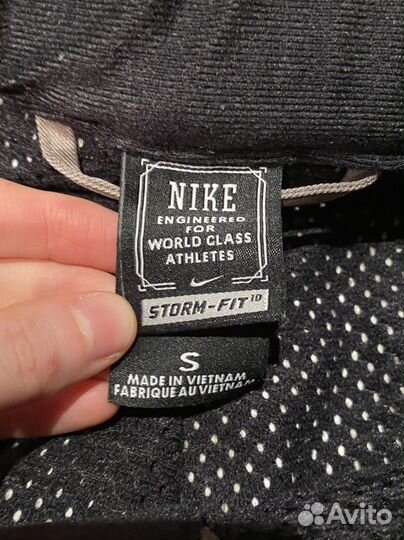 NIKE
ENGINEERED
FOR
WORLD CLASS
ATHLETES
STORM-FIT 10
S
MADE IN VIETNAM
FABRIQUE AU VIETNAM
Avito